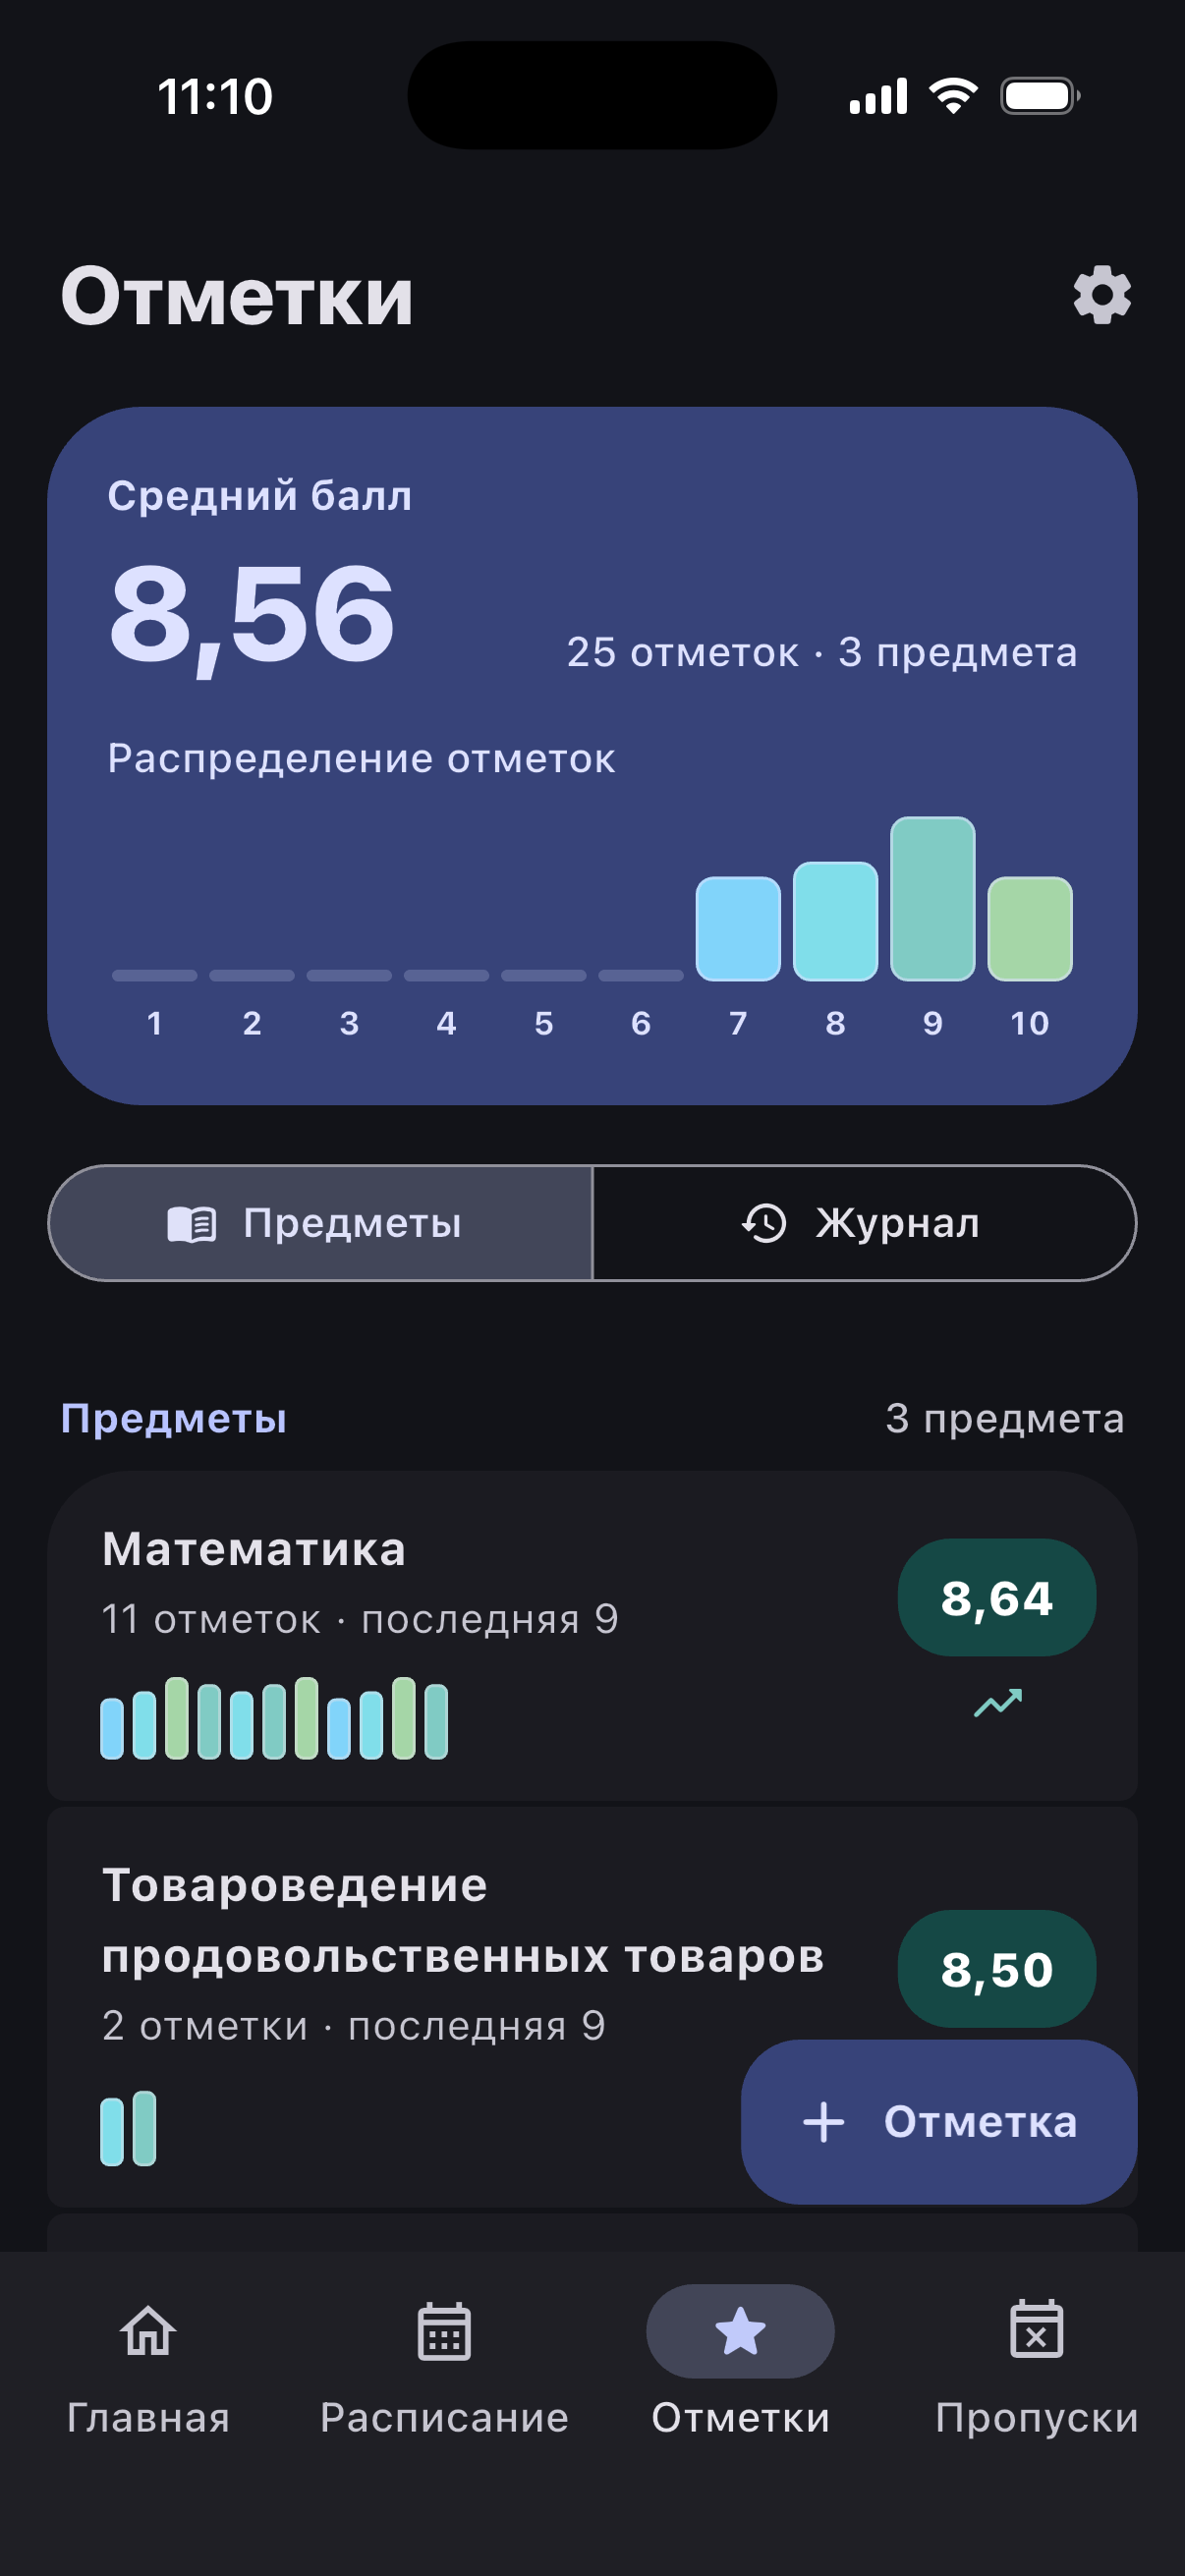 11:10
Отметки
Средний балл
8,56
25 отметок · 3 предмета
Распределение отметок
1 2 3 4 5 6 7 8 9 10
Предметы
Журнал
Предметы
3 предмета
Математика
11 отметок · последняя 9
8,64
Товароведение
продовольственных товаров
2 отметки · последняя 9
8,50
+ Отметка
Главная
Расписание
Отметки
Пропуски